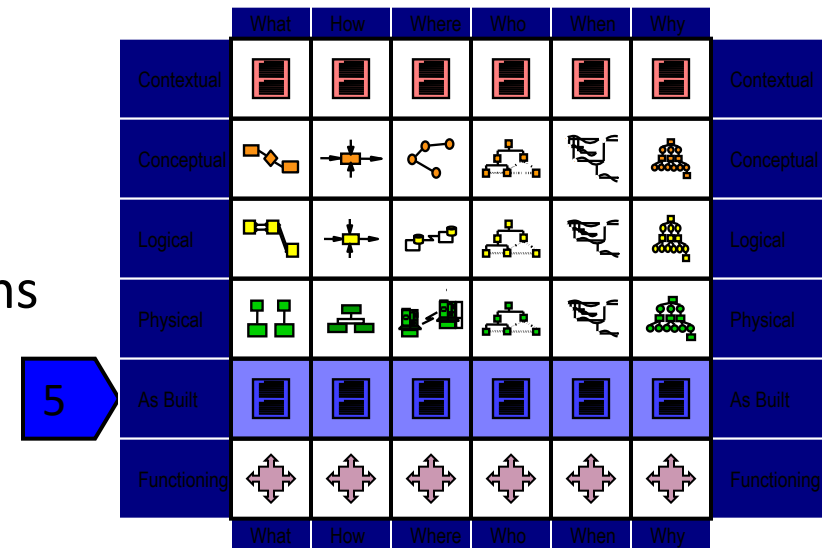 What How Where Who When Why
Contextual Contextual
Conceptual Conceptual
Logical Logical
ns
Physical Physical
5 As Built As Built
Functioning Functioning
What How Where Who When Why